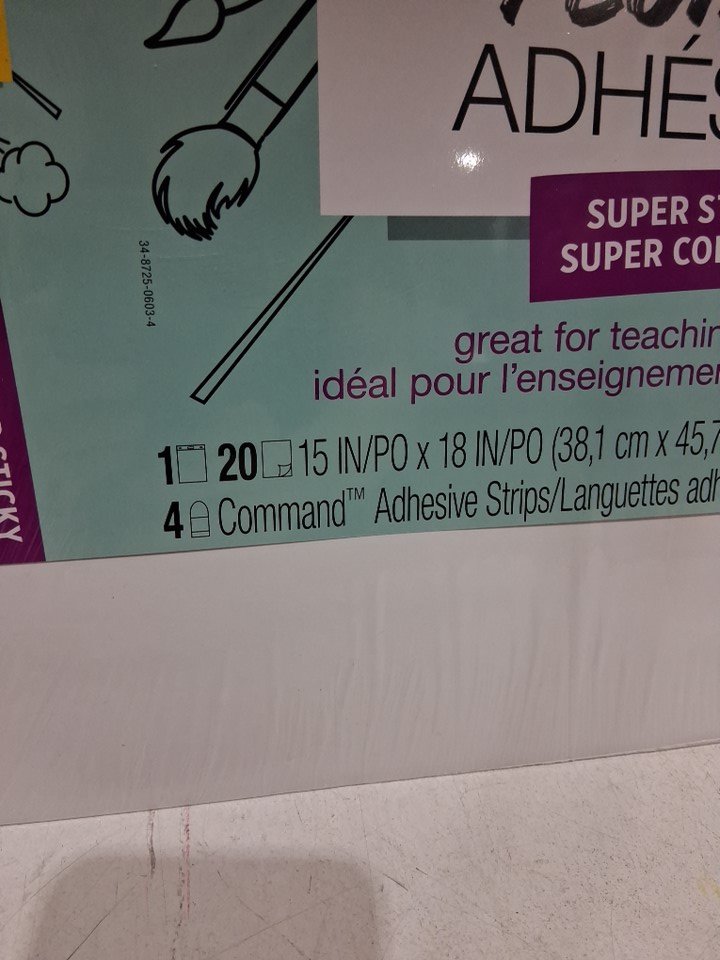 ADHÉS
SUPER ST
SUPER COL
34-8725-0603-4
great for teachin
idéal pour l'enseignemen
1 20 15 IN/PO x 18 IN/PO (38,1 cm x 45,7
4 Command™ Adhesive Strips/Languettes adh
STICKY